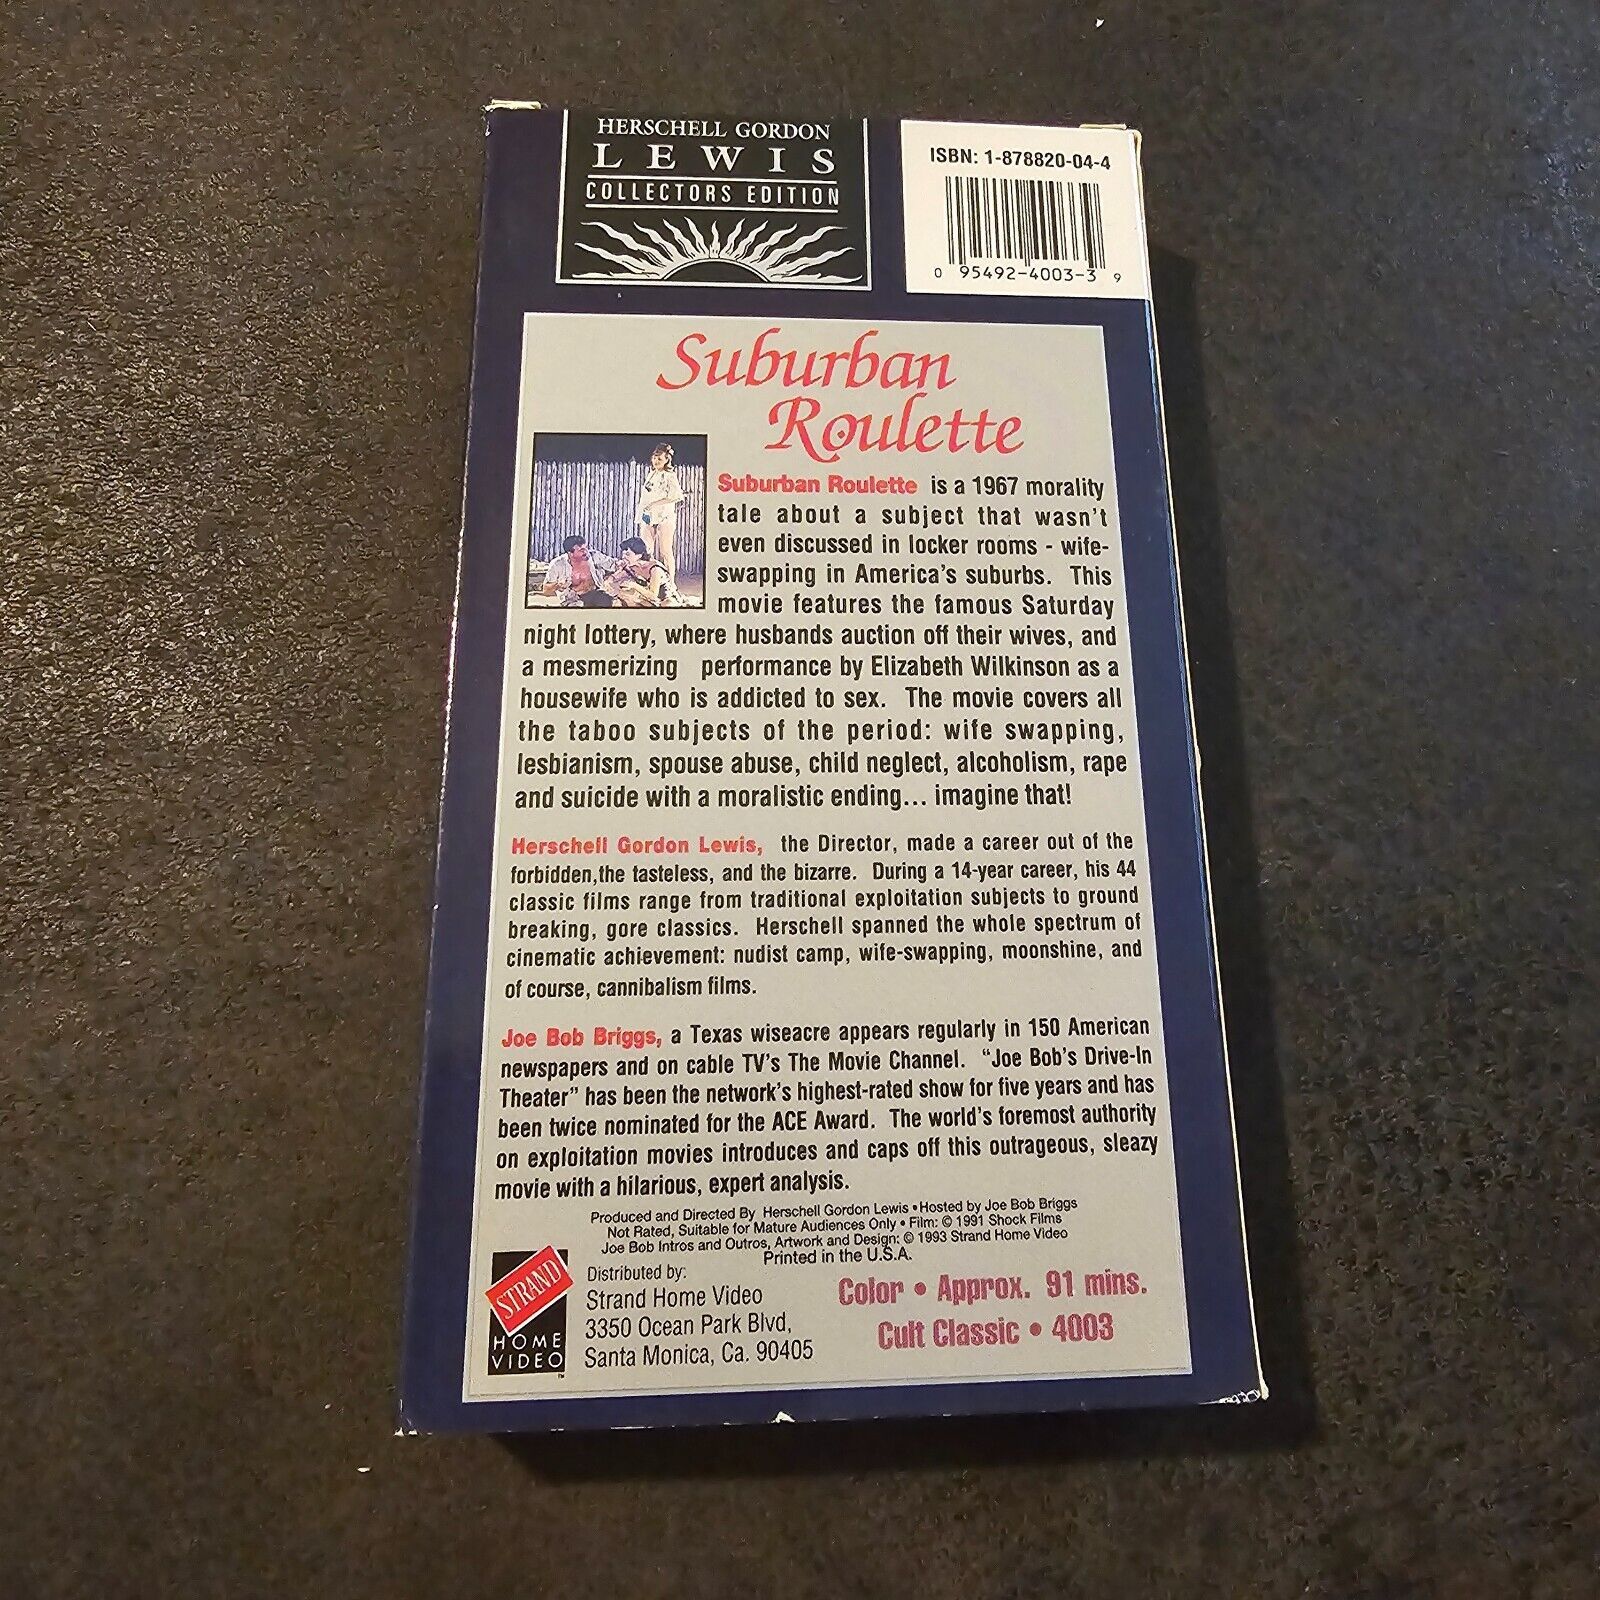 HERSCHELL GORDON
LEWIS
COLLECTORS EDITION
ISBN: 1-878820-04-4
0 95492-4003-3 9
Suburban
Roulette
Suburban Roulette is a 1967 morality
tale about a subject that wasn't
even discussed in locker rooms - wife-
swapping in America's suburbs. This
movie features the famous Saturday
night lottery, where husbands auction off their wives, and
a mesmerizing performance by Elizabeth Wilkinson as a
housewife who is addicted to sex. The movie covers all
the taboo subjects of the period: wife swapping,
lesbianism, spouse abuse, child neglect, alcoholism, rape
and suicide with a moralistic ending... imagine that!
Herschell Gordon Lewis, the Director, made a career out of the
forbidden,the tasteless, and the bizarre. During a 14-year career, his 44
classic films range from traditional exploitation subjects to ground
breaking, gore classics. Herschell spanned the whole spectrum of
cinematic achievement: nudist camp, wife-swapping, moonshine, and
of course, cannibalism films.
Joe Bob Briggs, a Texas wiseacre appears regularly in 150 American
newspapers and on cable TV's The Movie Channel. "Joe Bob's Drive-In
Theater" has been the network's highest-rated show for five years and has
been twice nominated for the ACE Award. The world's foremost authority
on exploitation movies introduces and caps off this outrageous, sleazy
movie with a hilarious, expert analysis.
Produced and Directed By Herschell Gordon Lewis • Hosted by Joe Bob Briggs
Not Rated, Suitable for Mature Audiences Only • Film: © 1991 Shock Films
Joe Bob Intros and Outros, Artwork and Design: © 1993 Strand Home Video
Printed in the U.S.A.
STRAND
HOME
VIDEO
™
Distributed by:
Strand Home Video
3350 Ocean Park Blvd,
Santa Monica, Ca. 90405
Color • Approx. 91 mins.
Cult Classic • 4003